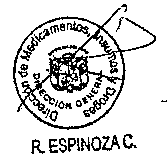 Dirección de Medicamentos, Insumos y Drogas
DIRECCIÓN GENERAL
R. ESPINOZA C.